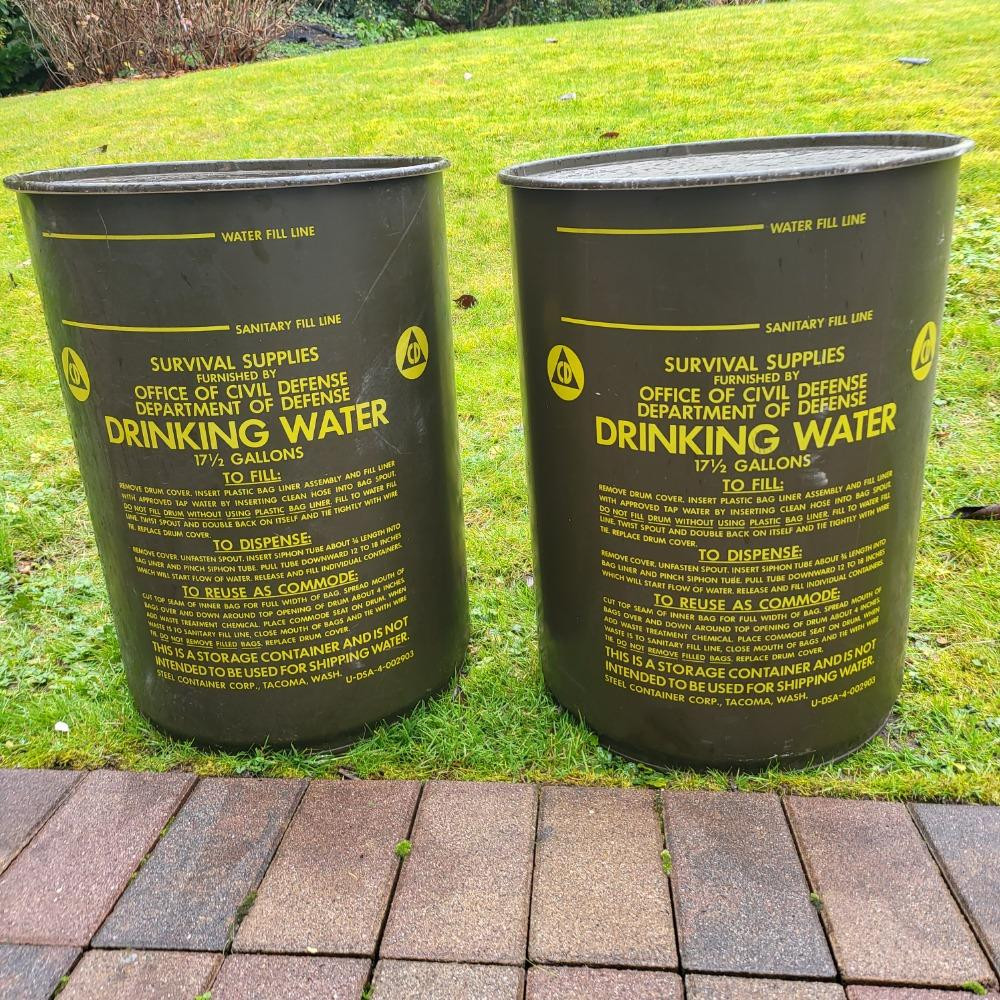 WATER FILL LINE
SANITARY FILL LINE
CD
CD
SURVIVAL SUPPLIES
FURNISHED BY
OFFICE OF CIVIL DEFENSE
DEPARTMENT OF DEFENSE
DRINKING WATER
17½ GALLONS
TO FILL:
REMOVE DRUM COVER. INSERT PLASTIC BAG LINER ASSEMBLY AND FILL LINER
WITH APPROVED TAP WATER BY INSERTING CLEAN HOSE INTO BAG SPOUT.
DO NOT FILL DRUM WITHOUT USING PLASTIC BAG LINER. FILL TO WATER FILL
LINE. TWIST SPOUT AND DOUBLE BACK ON ITSELF AND TIE TIGHTLY WITH WIRE
TIE. REPLACE DRUM COVER.
TO DISPENSE:
REMOVE COVER. UNFASTEN SPOUT. INSERT SIPHON TUBE ABOUT ¾ LENGTH INTO
BAG LINER AND PINCH SIPHON TUBE. PULL TUBE DOWNWARD 12 TO 18 INCHES
WHICH WILL START FLOW OF WATER. RELEASE AND FILL INDIVIDUAL CONTAINERS.
TO REUSE AS COMMODE:
CUT TOP SEAM OF INNER BAG FOR FULL WIDTH OF BAG. SPREAD MOUTH OF
BAGS OVER AND DOWN AROUND TOP OPENING OF DRUM ABOUT 4 INCHES.
ADD WASTE TREATMENT CHEMICAL. PLACE COMMODE SEAT ON DRUM. WHEN
WASTE IS TO SANITARY FILL LINE, CLOSE MOUTH OF BAGS AND TIE WITH WIRE
TIE. DO NOT REMOVE FILLED BAGS. REPLACE DRUM COVER.
THIS IS A STORAGE CONTAINER AND IS NOT
INTENDED TO BE USED FOR SHIPPING WATER.
STEEL CONTAINER CORP., TACOMA, WASH. U-DSA-4-002903
WATER FILL LINE
SANITARY FILL LINE
CD
CD
SURVIVAL SUPPLIES
FURNISHED BY
OFFICE OF CIVIL DEFENSE
DEPARTMENT OF DEFENSE
DRINKING WATER
17½ GALLONS
TO FILL:
REMOVE DRUM COVER. INSERT PLASTIC BAG LINER ASSEMBLY AND FILL LINER
WITH APPROVED TAP WATER BY INSERTING CLEAN HOSE INTO BAG SPOUT.
DO NOT FILL DRUM WITHOUT USING PLASTIC BAG LINER. FILL TO WATER FILL
LINE. TWIST SPOUT AND DOUBLE BACK ON ITSELF AND TIE TIGHTLY WITH WIRE
TIE. REPLACE DRUM COVER.
TO DISPENSE:
REMOVE COVER. UNFASTEN SPOUT. INSERT SIPHON TUBE ABOUT ¾ LENGTH INTO
BAG LINER AND PINCH SIPHON TUBE. PULL TUBE DOWNWARD 12 TO 18 INCHES
WHICH WILL START FLOW OF WATER. RELEASE AND FILL INDIVIDUAL CONTAINERS.
TO REUSE AS COMMODE:
CUT TOP SEAM OF INNER BAG FOR FULL WIDTH OF BAG. SPREAD MOUTH OF
BAGS OVER AND DOWN AROUND TOP OPENING OF DRUM ABOUT 4 INCHES.
ADD WASTE TREATMENT CHEMICAL. PLACE COMMODE SEAT ON DRUM. WHEN
WASTE IS TO SANITARY FILL LINE, CLOSE MOUTH OF BAGS AND TIE WITH WIRE
TIE. DO NOT REMOVE FILLED BAGS. REPLACE DRUM COVER.
THIS IS A STORAGE CONTAINER AND IS NOT
INTENDED TO BE USED FOR SHIPPING WATER.
STEEL CONTAINER CORP., TACOMA, WASH. U-DSA-4-002903